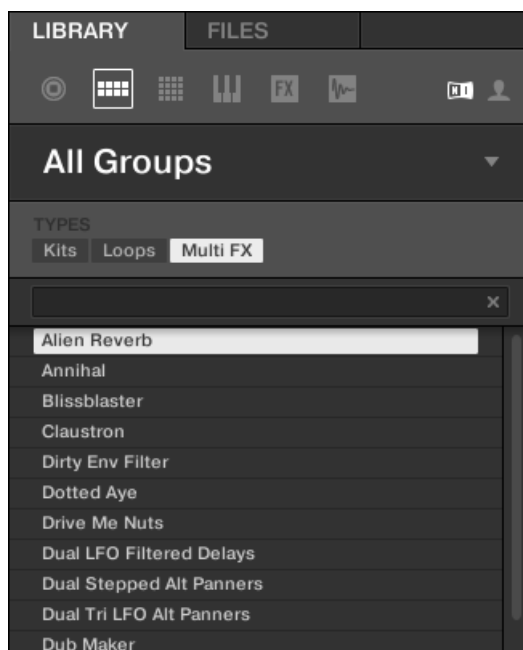 LIBRARY FILES
FX NI
All Groups
TYPES
Kits Loops Multi FX
Alien Reverb
Annihal
Blissblaster
Claustron
Dirty Env Filter
Dotted Aye
Drive Me Nuts
Dual LFO Filtered Delays
Dual Stepped Alt Panners
Dual Tri LFO Alt Panners
Dub Maker